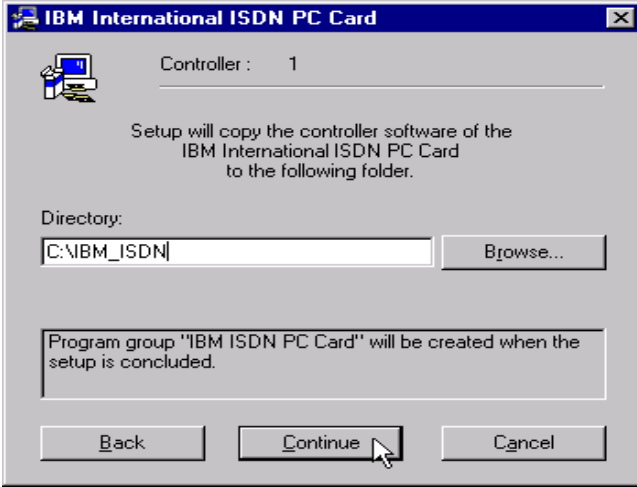 IBM International ISDN PC Card
Controller : 1
Setup will copy the controller software of the
IBM International ISDN PC Card
to the following folder.
Directory:
C:\IBM_ISDN
Browse...
Program group "IBM ISDN PC Card" will be created when the
setup is concluded.
Back Continue Cancel